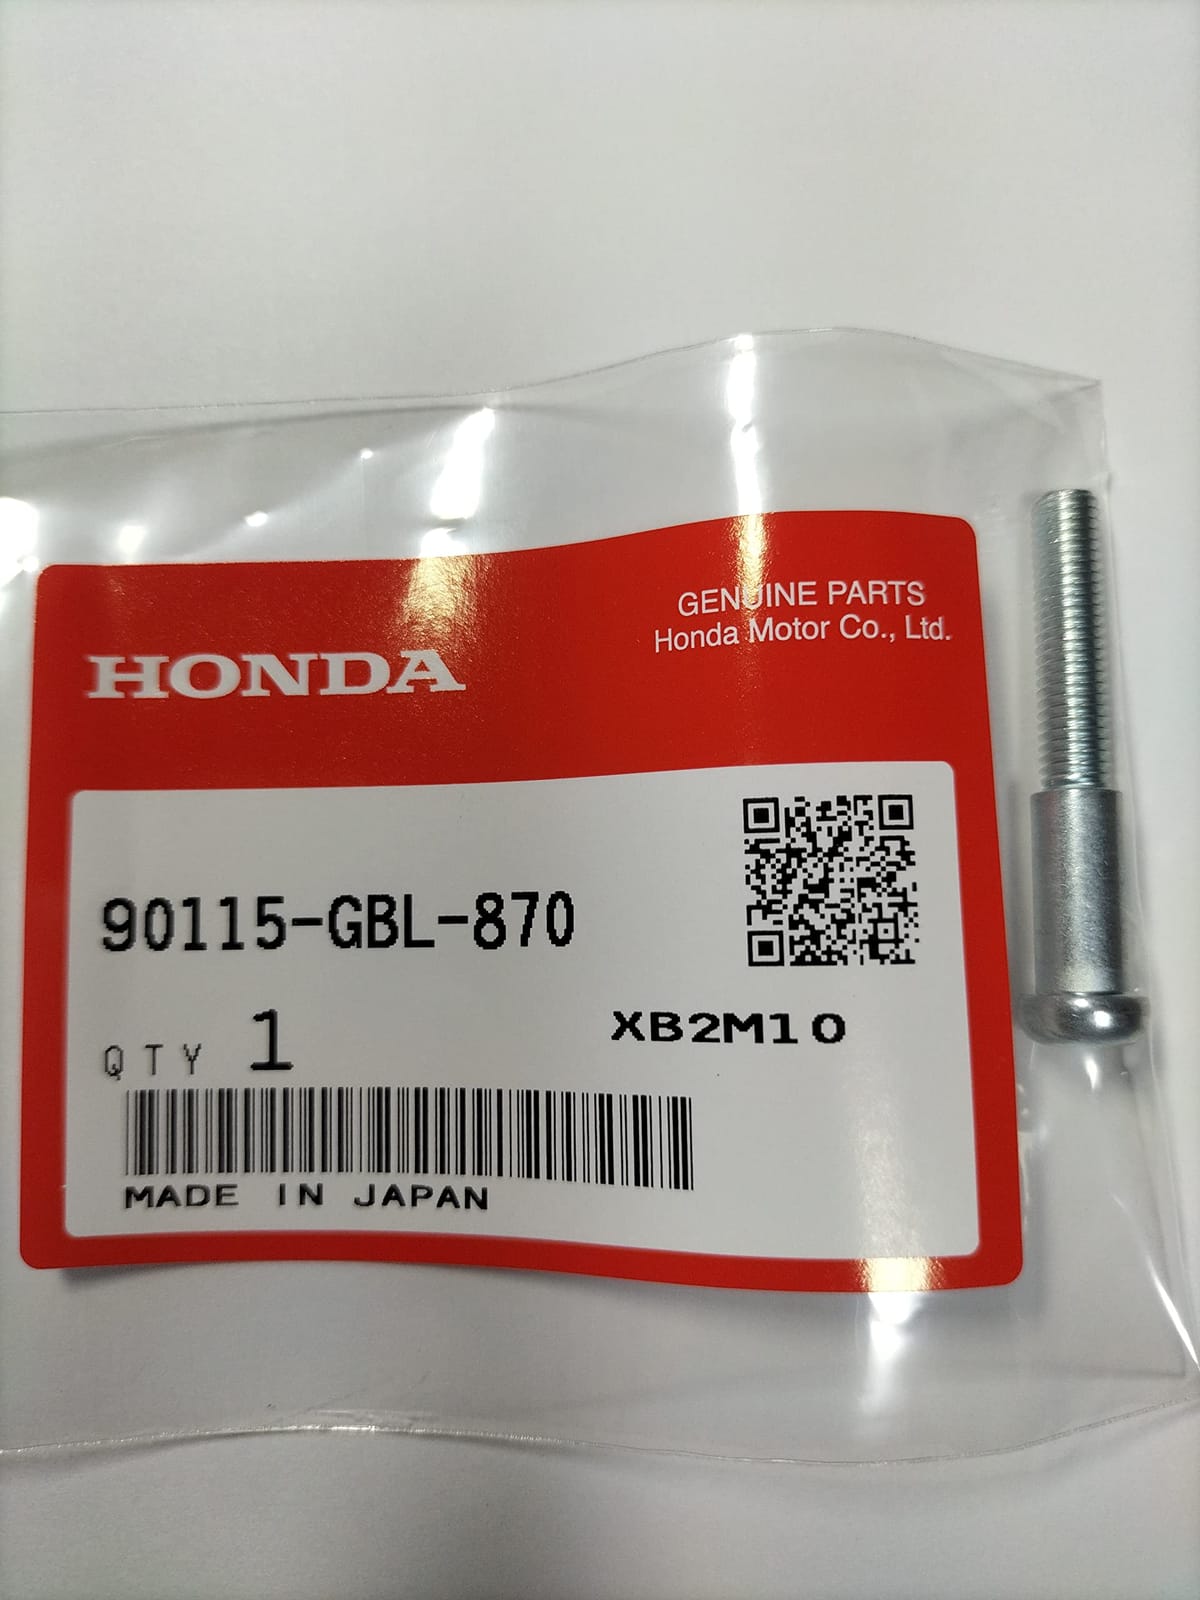 HONDA
GENUINE PARTS
Honda Motor Co., Ltd.
90115-GBL-870
QTY 1
XB2M10
MADE IN JAPAN